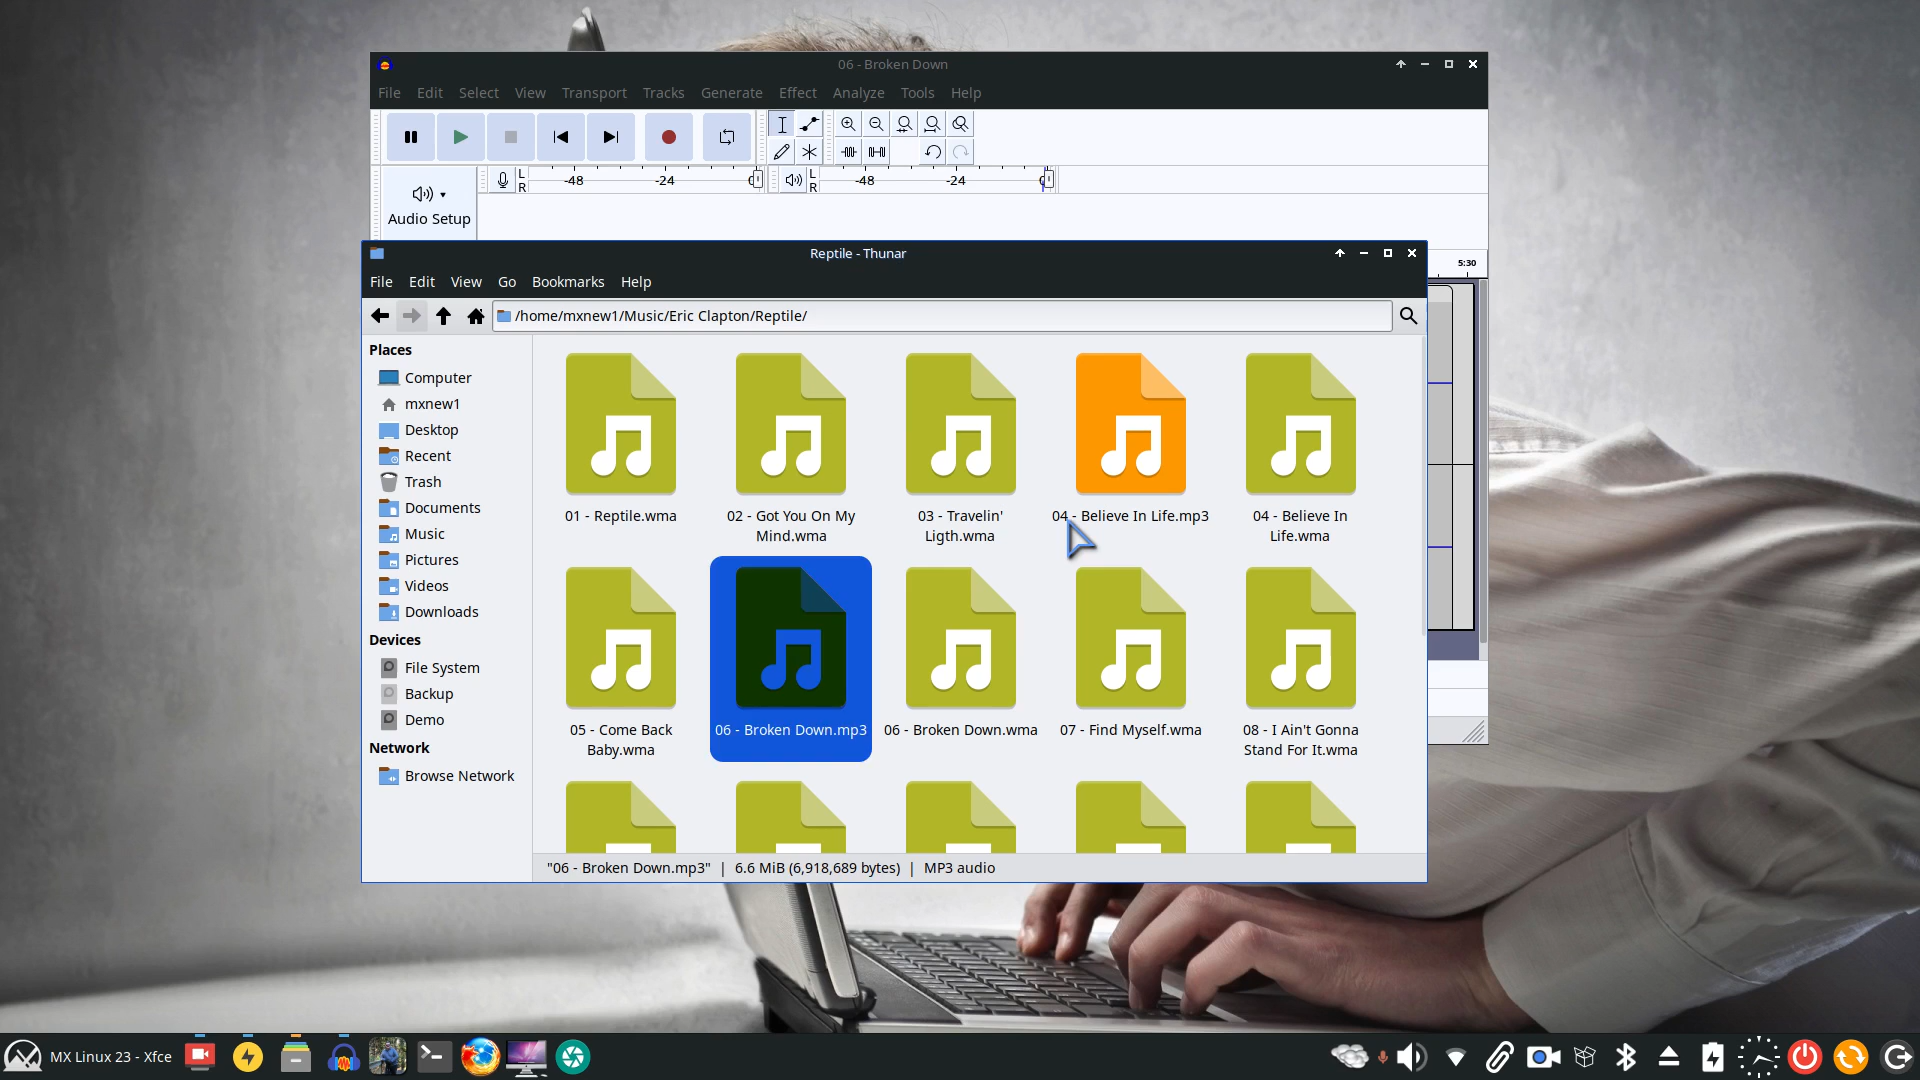 06 - Broken Down
File Edit Select View Transport Tracks Generate Effect Analyze Tools Help
L
R
-48 -24 0
L
R
-48 -24
Audio Setup
5:30
Reptile - Thunar
File Edit View Go Bookmarks Help
/home/mxnew1/Music/Eric Clapton/Reptile/
Places
Computer
mxnew1
Desktop
Recent
Trash
Documents
Music
Pictures
Videos
Downloads
Devices
File System
Backup
Demo
Network
Browse Network
01 - Reptile.wma
02 - Got You On My
Mind.wma
03 - Travelin'
Ligth.wma
04 - Believe In Life.mp3
04 - Believe In
Life.wma
05 - Come Back
Baby.wma
06 - Broken Down.mp3
06 - Broken Down.wma
07 - Find Myself.wma
08 - I Ain't Gonna
Stand For It.wma
"06 - Broken Down.mp3" | 6.6 MiB (6,918,689 bytes) | MP3 audio
MX Linux 23 - Xfce